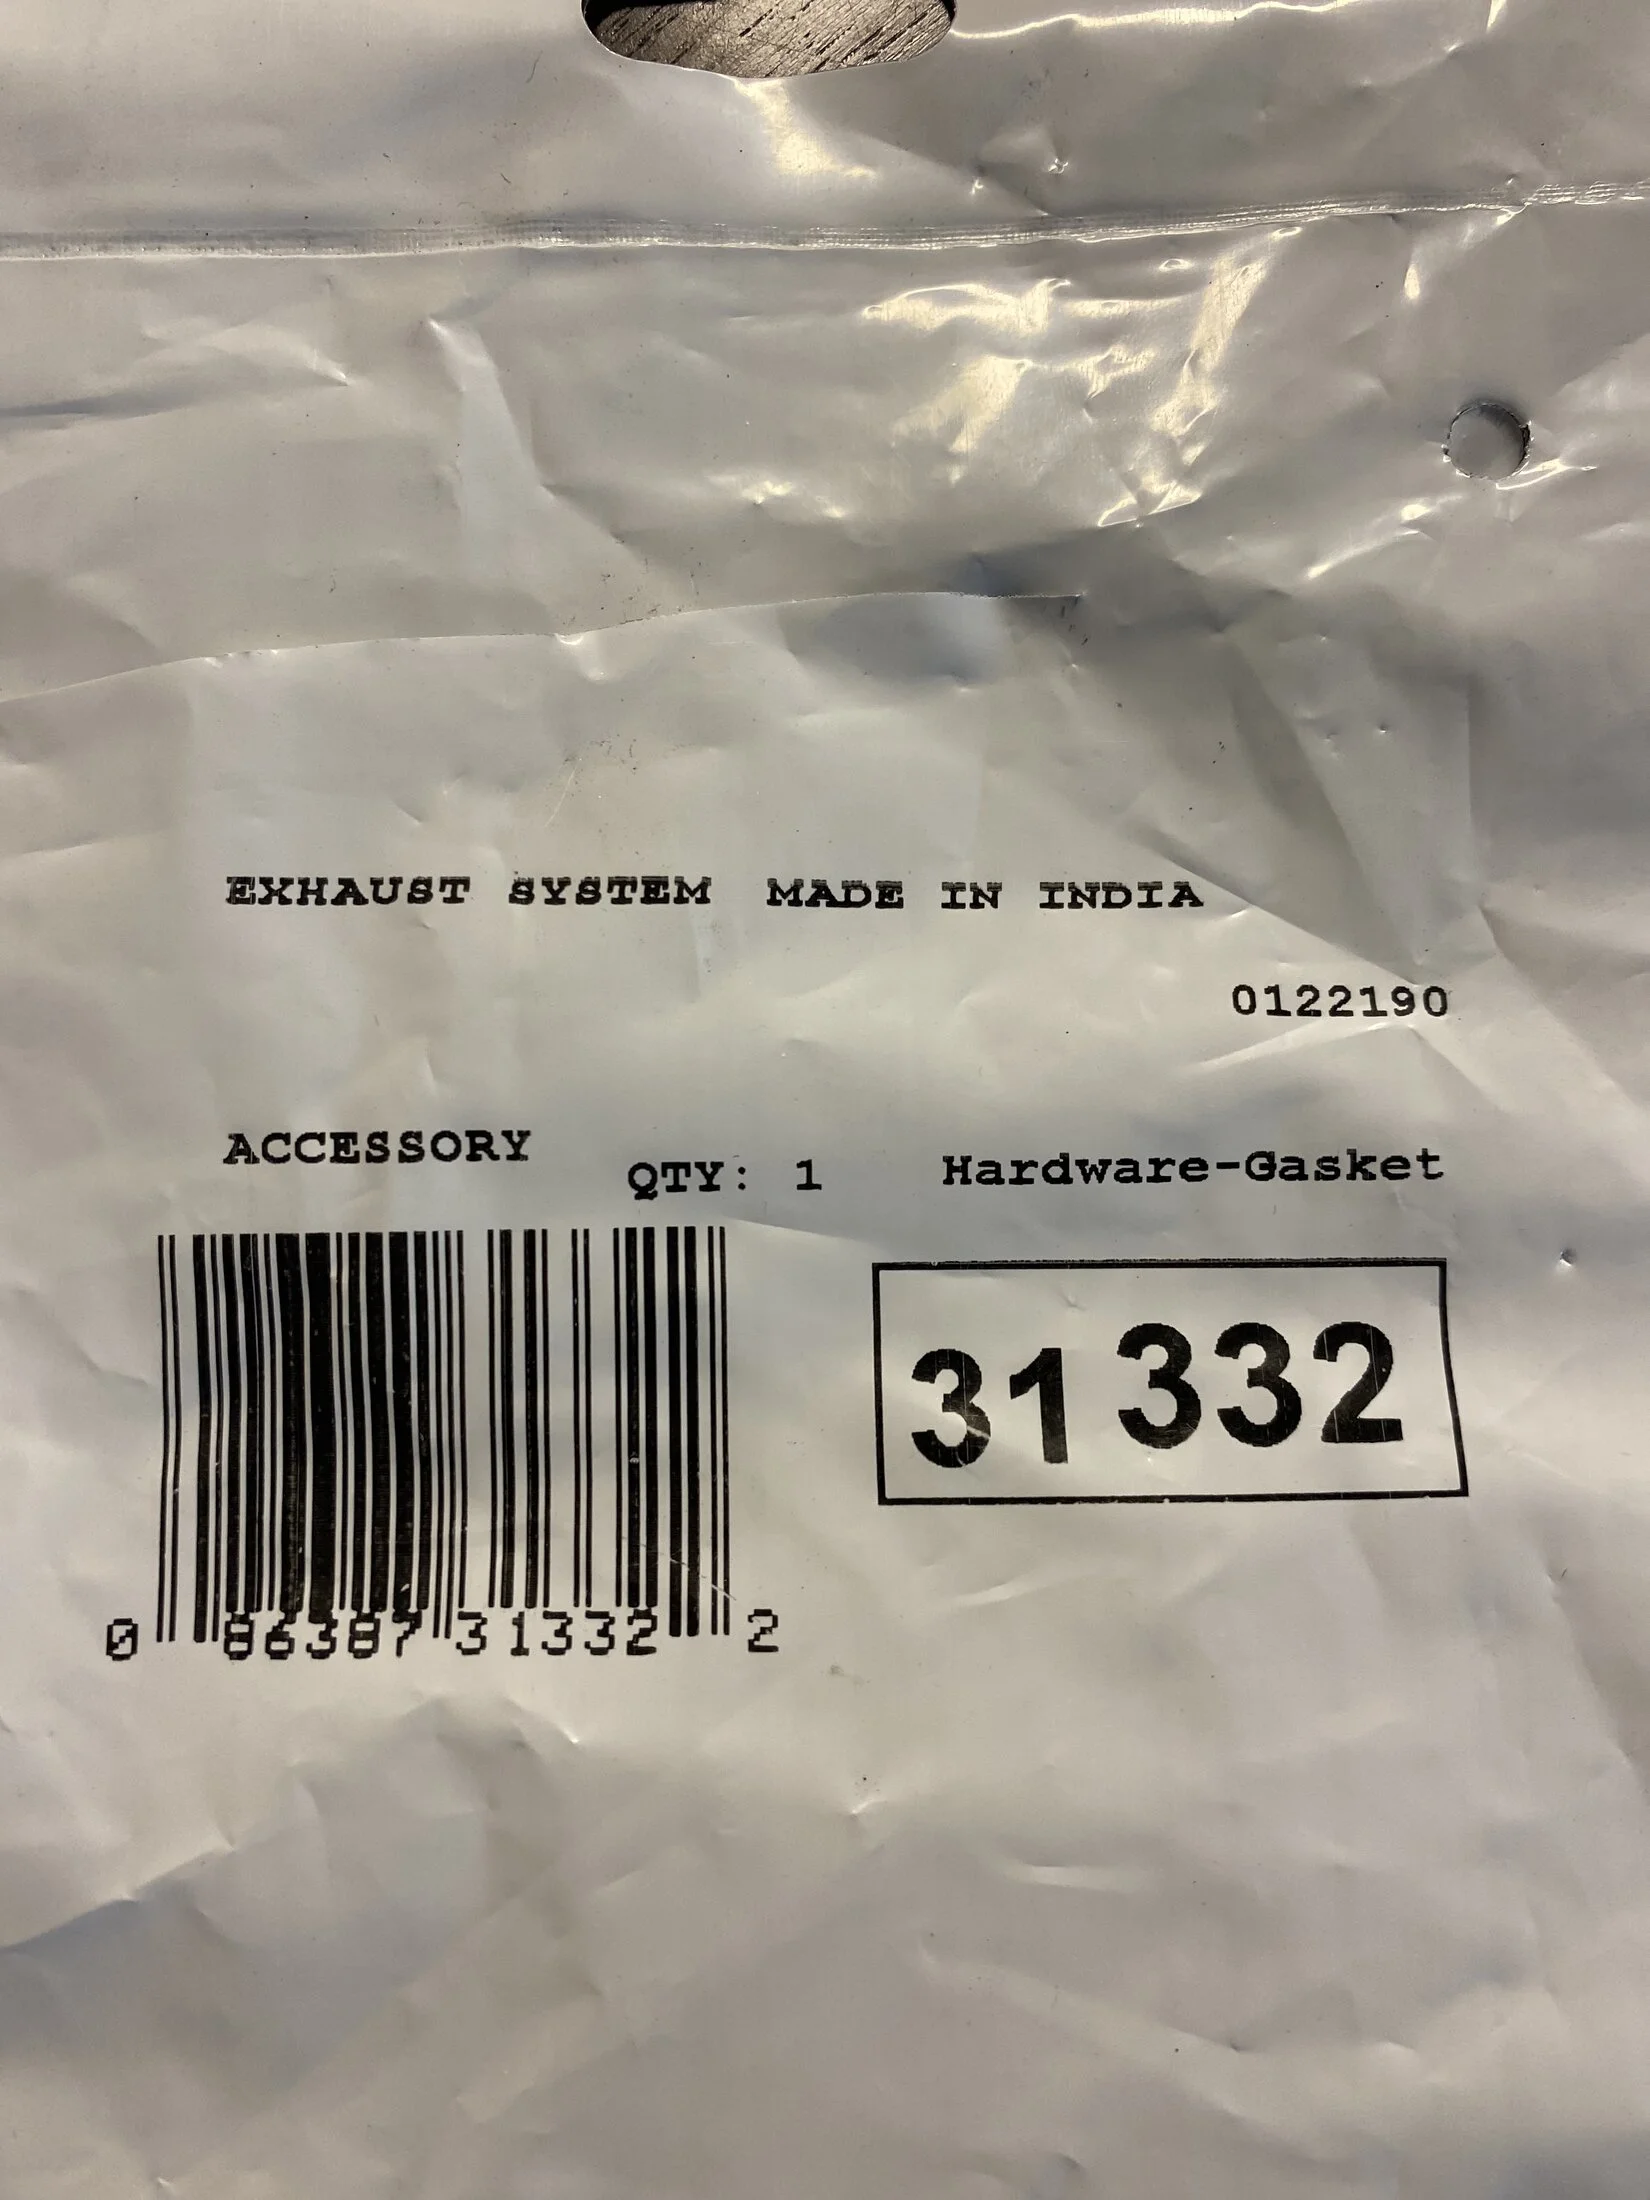 EXHAUST SYSTEM MADE IN INDIA
0122190
ACCESSORY QTY: 1 Hardware-Gasket
31332
0 86387 31332 2